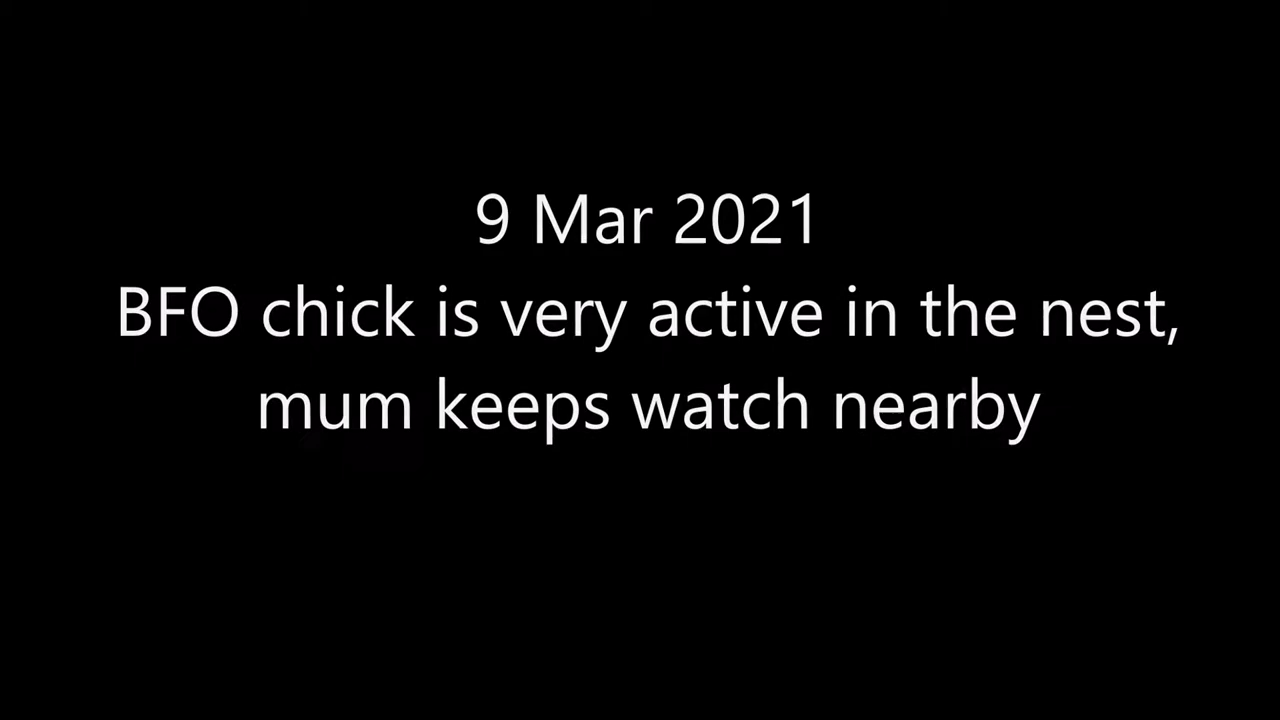 9 Mar 2021
BFO chick is very active in the nest,
mum keeps watch nearby